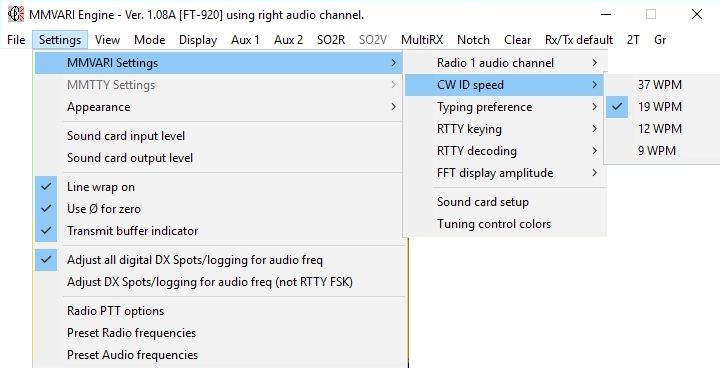 MMVARI Engine - Ver. 1.08A [FT-920] using right audio channel.
File Settings View Mode Display Aux 1 Aux 2 SO2R SO2V MultiRX Notch Clear Rx/Tx default 2T Gr
MMVARI Settings
MMTTY Settings
Appearance
Sound card input level
Sound card output level
Line wrap on
Use Ø for zero
Transmit buffer indicator
Adjust all digital DX Spots/logging for audio freq
Adjust DX Spots/logging for audio freq (not RTTY FSK)
Radio PTT options
Preset Radio frequencies
Preset Audio frequencies
Radio 1 audio channel
CW ID speed
Typing preference
RTTY keying
RTTY decoding
FFT display amplitude
Sound card setup
Tuning control colors
37 WPM
19 WPM
12 WPM
9 WPM